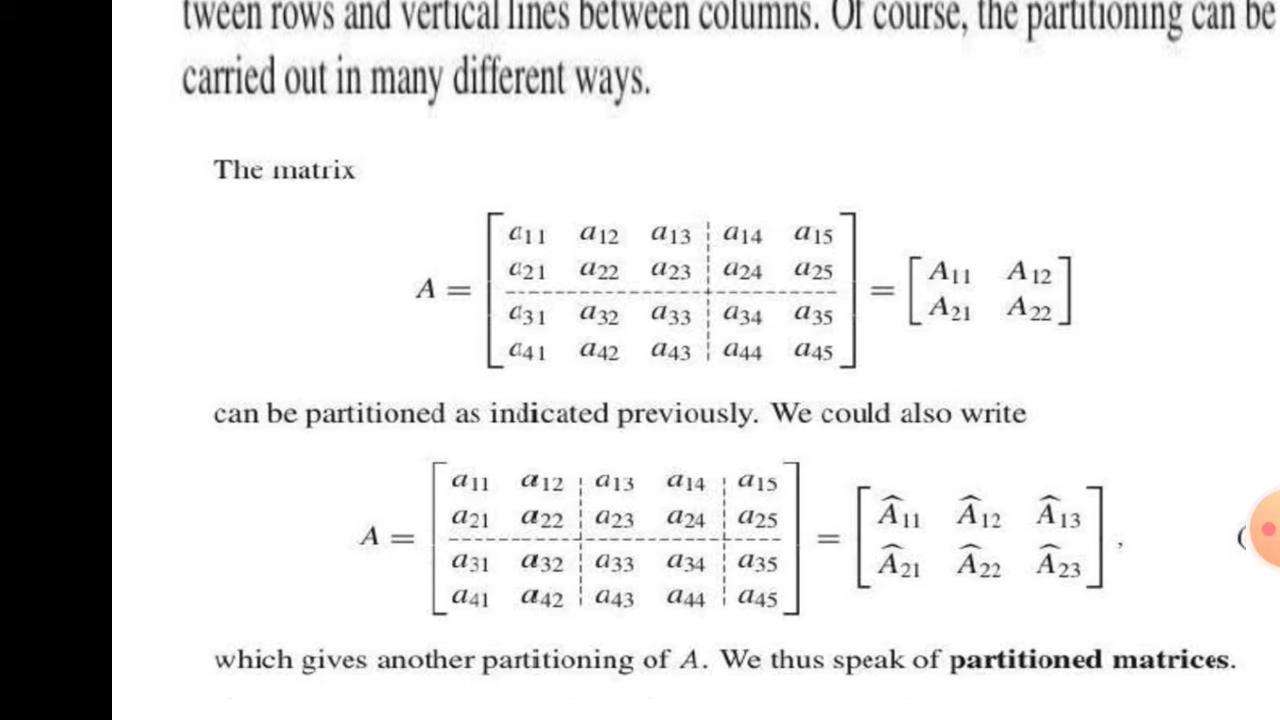 tween rows and vertical lines between columns. Of course, the partitioning can be
carried out in many different ways.
The matrix
A = [ a11 a12 a13 ¦ a14 a15
a21 a22 a23 ¦ a24 a25
a31 a32 a33 ¦ a34 a35
a41 a42 a43 ¦ a44 a45 ] = [ A11 A12
A21 A22 ]
can be partitioned as indicated previously. We could also write
A = [ a11 a12 ¦ a13 a14 ¦ a15
a21 a22 ¦ a23 a24 ¦ a25
a31 a32 ¦ a33 a34 ¦ a35
a41 a42 ¦ a43 a44 ¦ a45 ] = [ Â11 Â12 Â13
Â21 Â22 Â23 ] ,
(
which gives another partitioning of A. We thus speak of partitioned matrices.